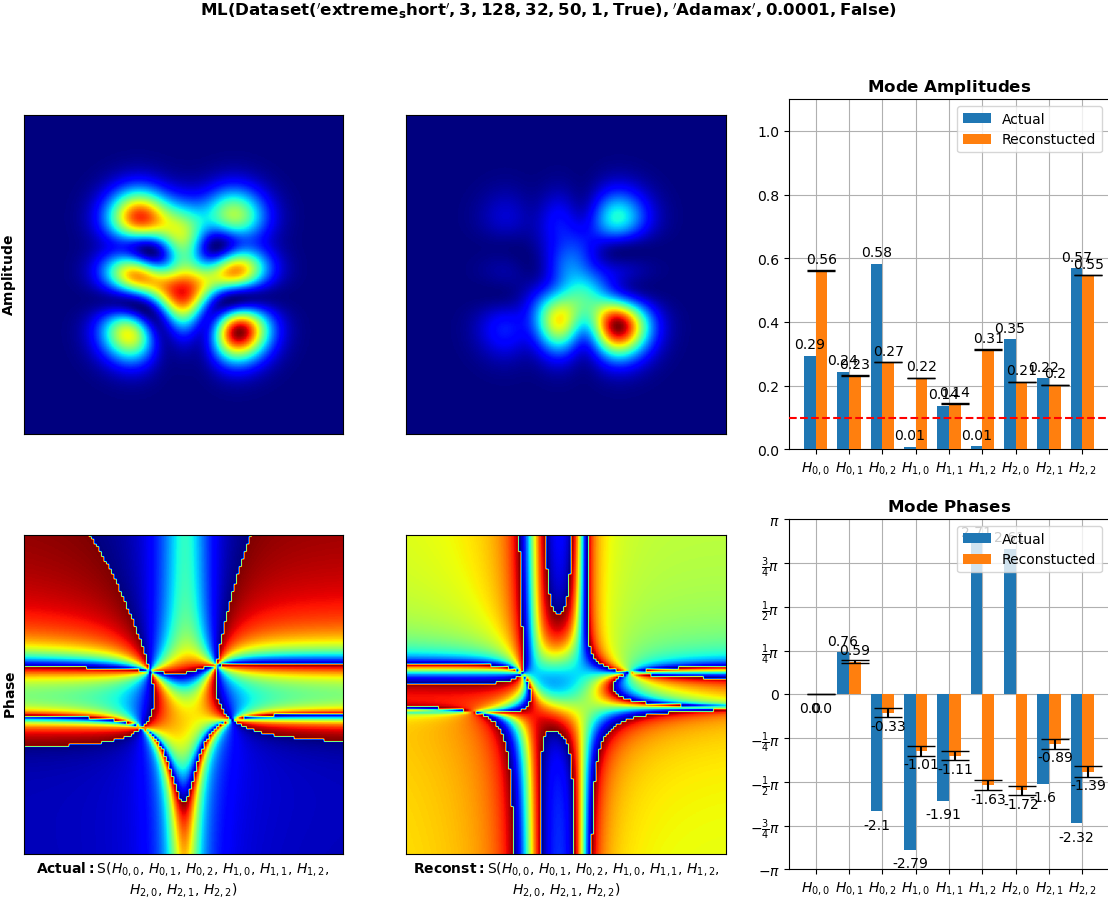 ML(Dataset('extreme_short', 3, 128, 32, 50, 1, True), 'Adamax', 0.0001, False)
Amplitude
Mode Amplitudes
Actual
Reconstucted
1.0
0.8
0.6
0.4
0.2
0.0
0.29
0.56
0.24
0.23
0.58
0.27
0.01
0.22
0.14
0.14
0.01
0.31
0.35
0.21
0.22
0.2
0.57
0.55
H0,0 H0,1 H0,2 H1,0 H1,1 H1,2 H2,0 H2,1 H2,2
Phase
Mode Phases
Actual
Reconstucted
π
3/4π
1/2π
1/4π
0
−1/4π
−1/2π
−3/4π
−π
0.0
0.76
0.59
-2.1
-0.33
-2.79
-1.01
-1.91
-1.11
2.71
-1.63
-1.72
-1.6
-0.89
-2.32
-1.39
H0,0 H0,1 H0,2 H1,0 H1,1 H1,2 H2,0 H2,1 H2,2
Actual: S(H0,0, H0,1, H0,2, H1,0, H1,1, H1,2,
H2,0, H2,1, H2,2)
Reconst: S(H0,0, H0,1, H0,2, H1,0, H1,1, H1,2,
H2,0, H2,1, H2,2)